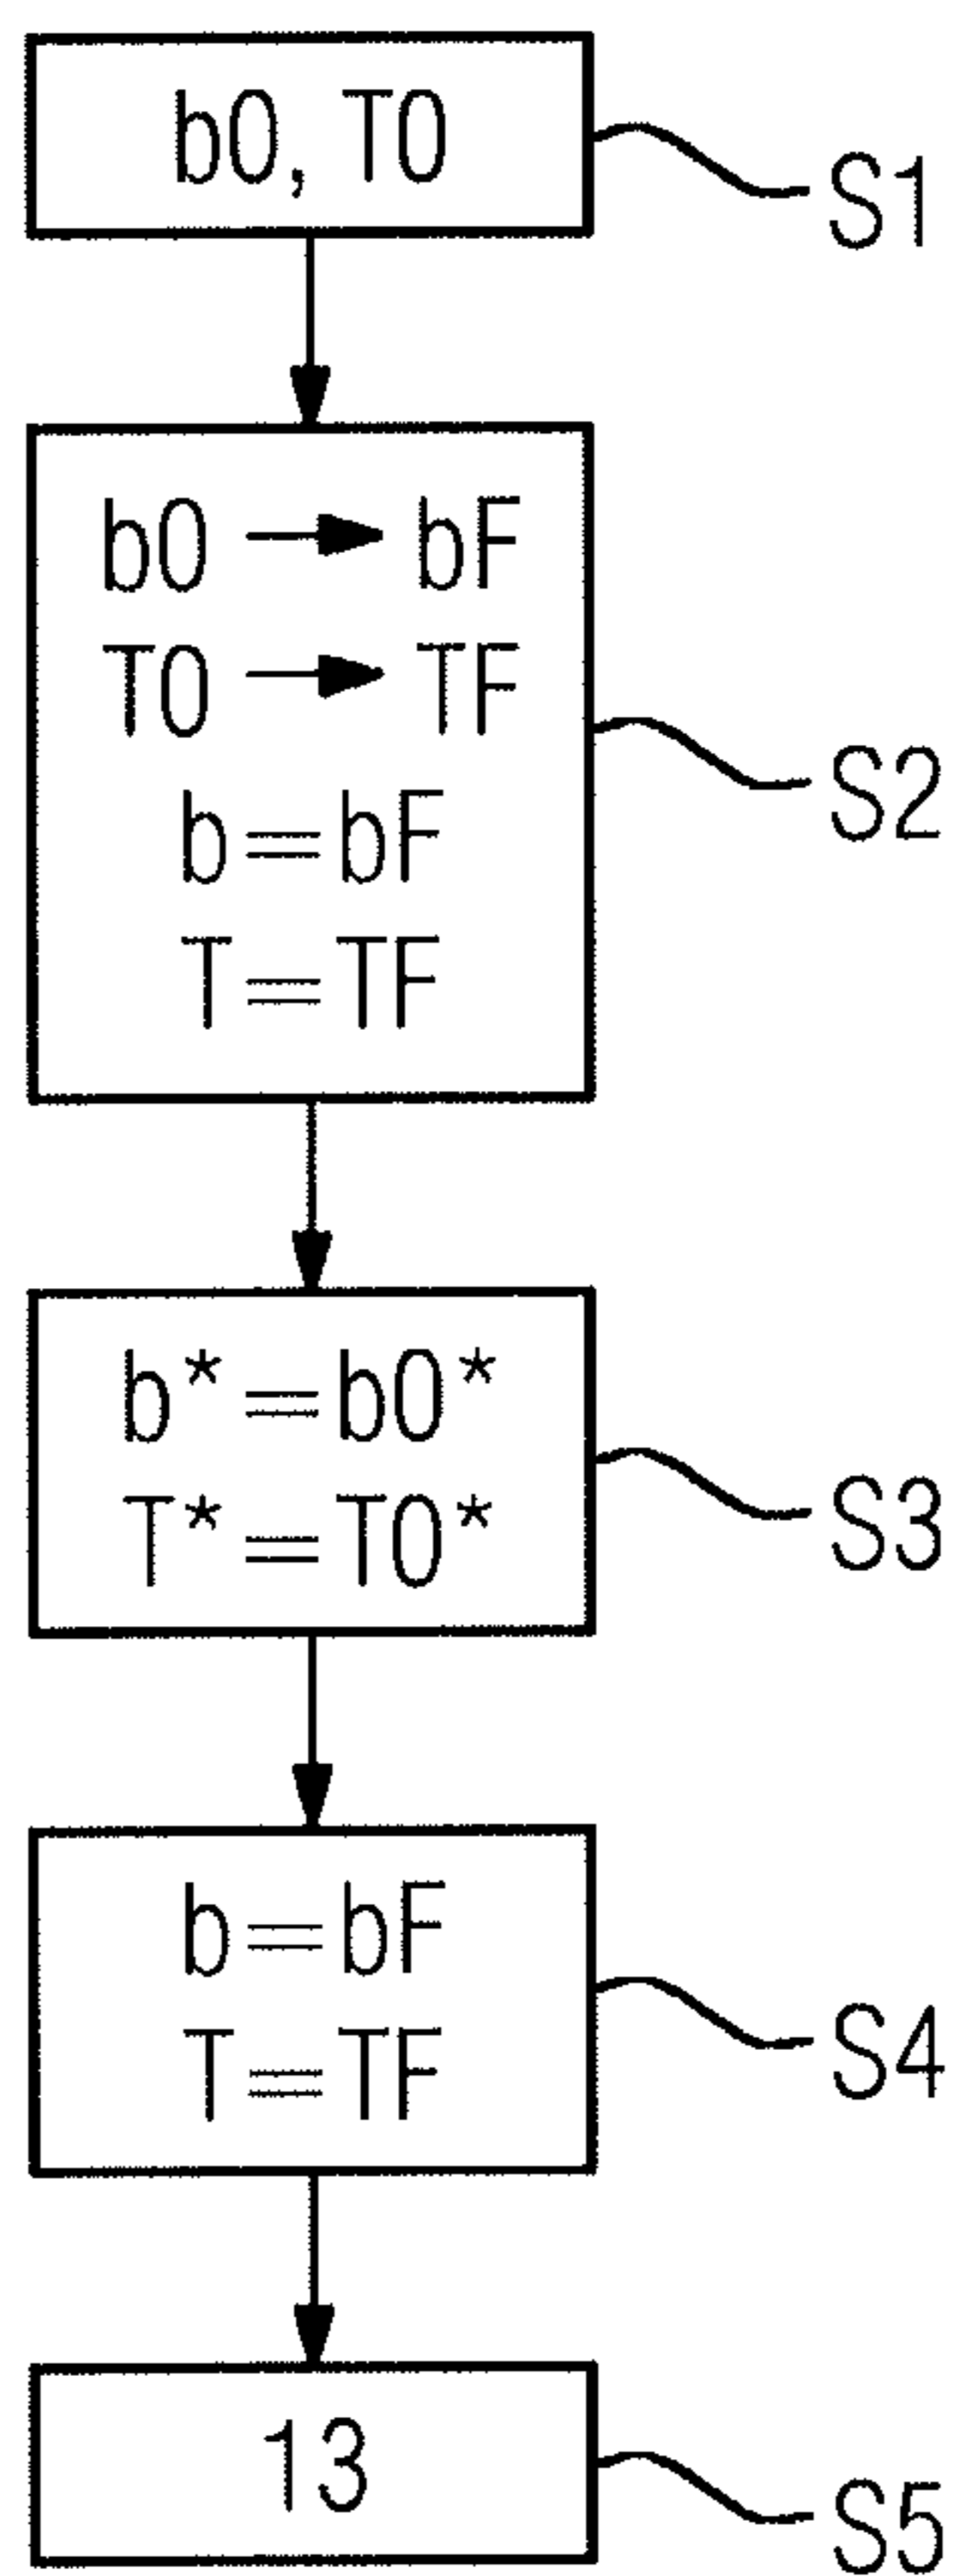 b0, T0
S1
b0 → bF
T0 → TF
b=bF
T=TF
S2
b*=b0*
T*=T0*
S3
b=bF
T=TF
S4
13
S5